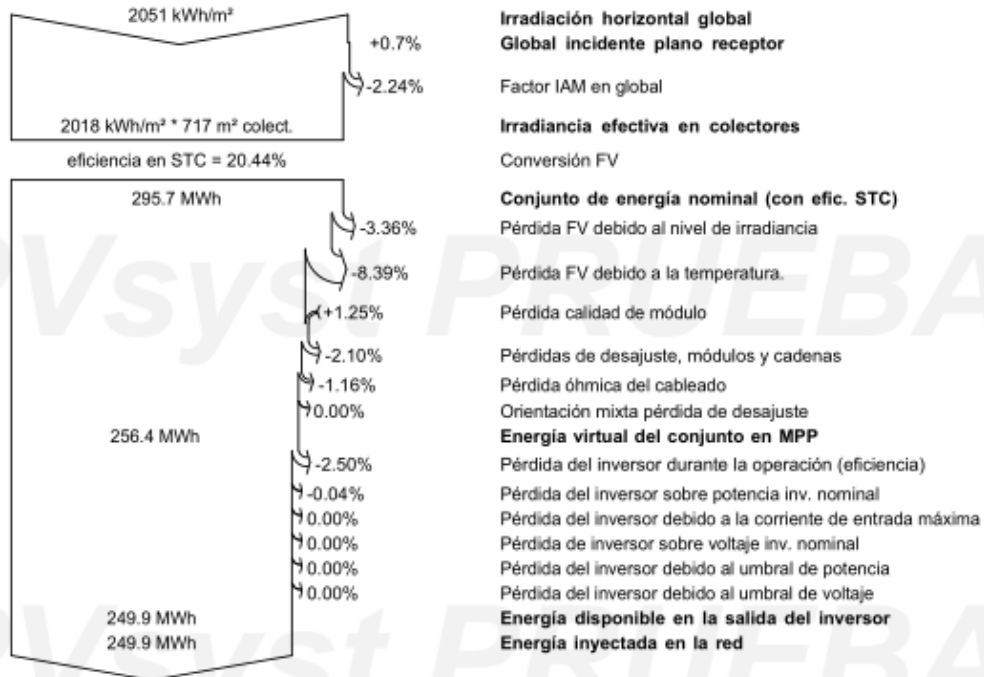 2051 kWh/m² Irradiación horizontal global
+0.7% Global incidente plano receptor
-2.24% Factor IAM en global
2018 kWh/m² * 717 m² colect. Irradiancia efectiva en colectores
eficiencia en STC = 20.44% Conversión FV
295.7 MWh Conjunto de energía nominal (con efic. STC)
-3.36% Pérdida FV debido al nivel de irradiancia
-8.39% Pérdida FV debido a la temperatura.
+1.25% Pérdida calidad de módulo
-2.10% Pérdidas de desajuste, módulos y cadenas
-1.16% Pérdida óhmica del cableado
0.00% Orientación mixta pérdida de desajuste
256.4 MWh Energía virtual del conjunto en MPP
-2.50% Pérdida del inversor durante la operación (eficiencia)
-0.04% Pérdida del inversor sobre potencia inv. nominal
0.00% Pérdida del inversor debido a la corriente de entrada máxima
0.00% Pérdida de inversor sobre voltaje inv. nominal
0.00% Pérdida del inversor debido al umbral de potencia
0.00% Pérdida del inversor debido al umbral de voltaje
249.9 MWh Energía disponible en la salida del inversor
249.9 MWh Energía inyectada en la red